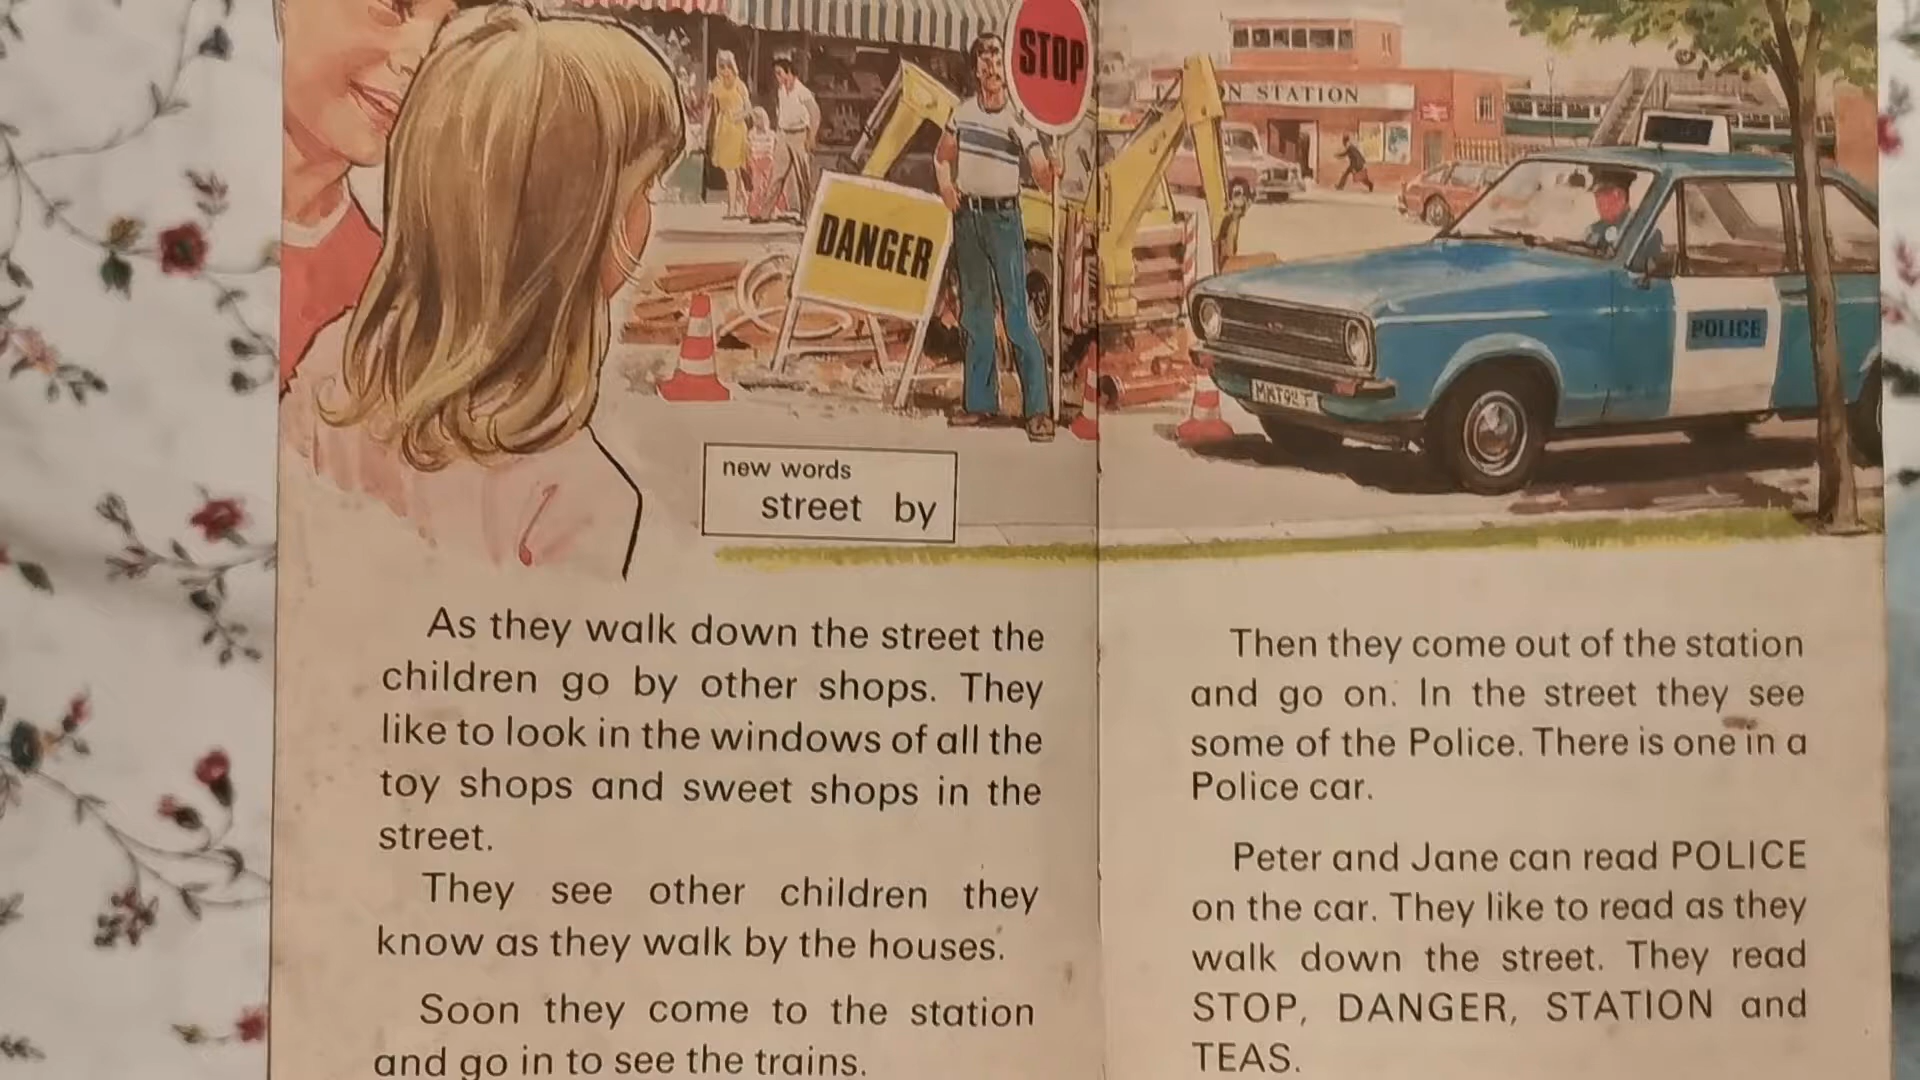 STOP
N STATION
DANGER
POLICE
new words
street by
As they walk down the street the
children go by other shops. They
like to look in the windows of all the
toy shops and sweet shops in the
street.
They see other children they
know as they walk by the houses.
Soon they come to the station
and go in to see the trains.
Then they come out of the station
and go on. In the street they see
some of the Police. There is one in a
Police car.
Peter and Jane can read POLICE
on the car. They like to read as they
walk down the street. They read
STOP, DANGER, STATION and
TEAS.